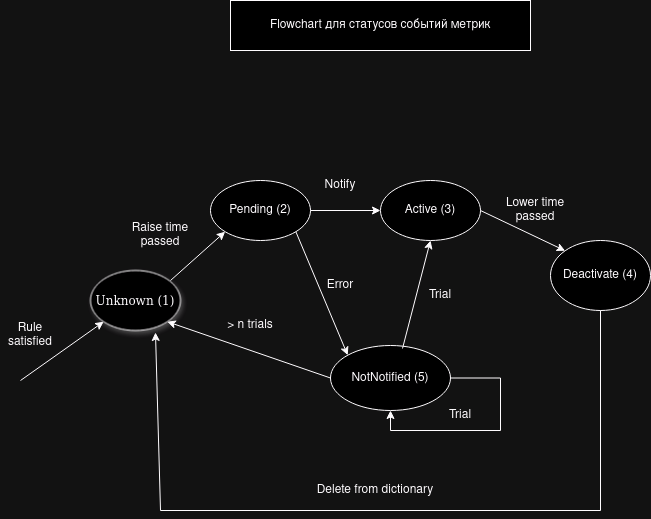 Flowchart для статусов событий метрик
Notify
Pending (2)
Active (3)
Lower time
passed
Raise time
passed
Deactivate (4)
Error
Unknown (1)
Trial
Rule
satisfied
> n trials
NotNotified (5)
Trial
Delete from dictionary